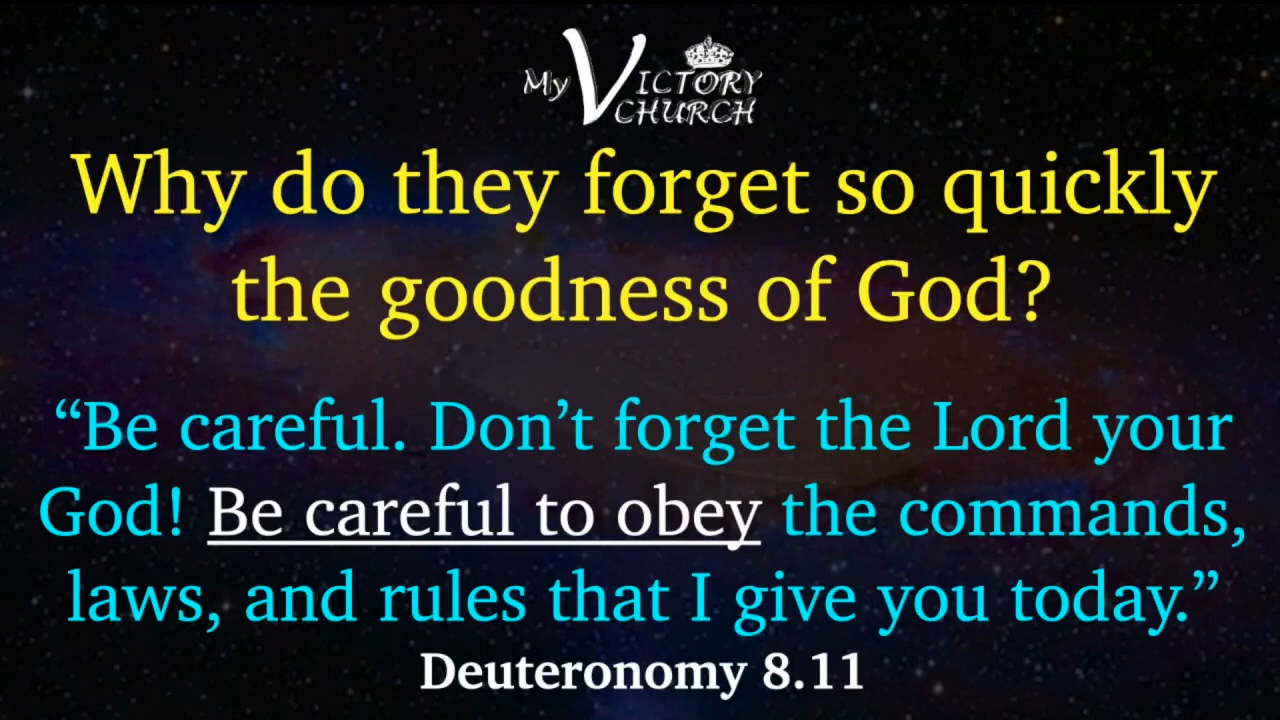 My Victory
Church
Why do they forget so quickly
the goodness of God?
“Be careful. Don’t forget the Lord your
God! Be careful to obey the commands,
laws, and rules that I give you today.”
Deuteronomy 8.11